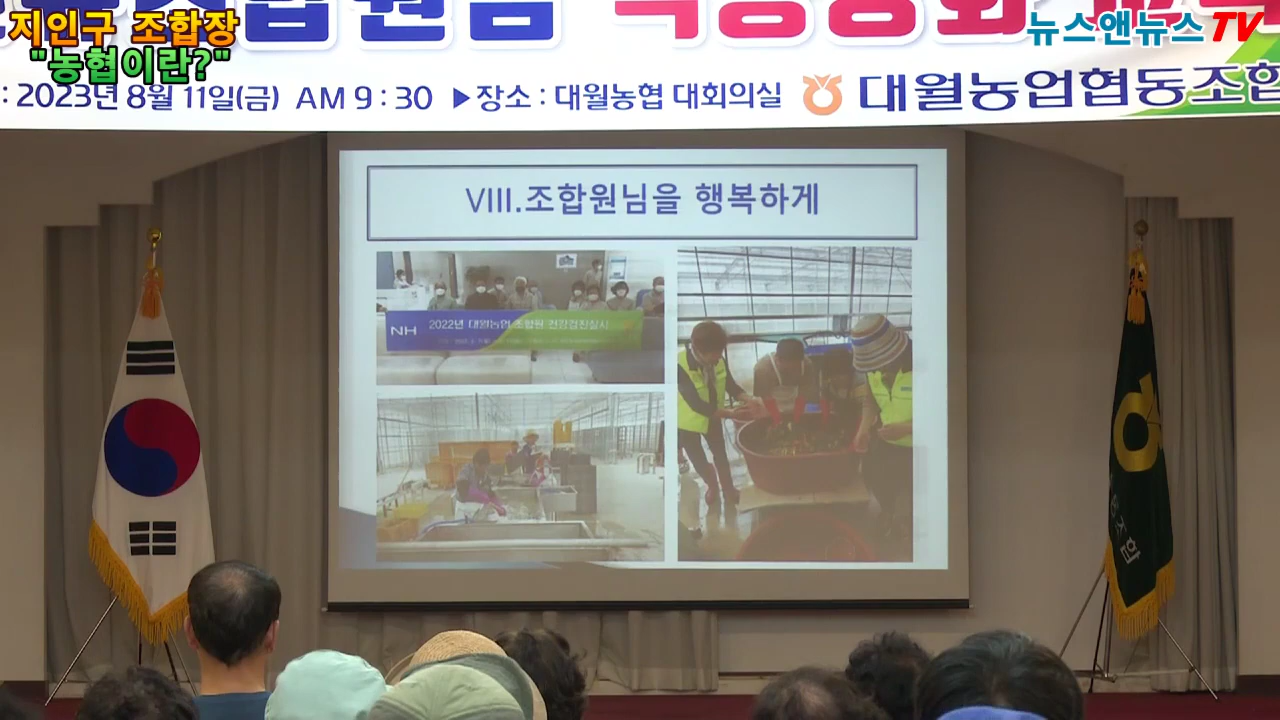 지인구 조합장
"농협이란?"
뉴스앤뉴스TV
: 2023년 8월 11일(금) AM 9 : 30 ▶장소 : 대월농협 대회의실 대월농업협동조합
VIII.조합원님을 행복하게
NH 2022년 대월농협 조합원 건강검진실시
동조합